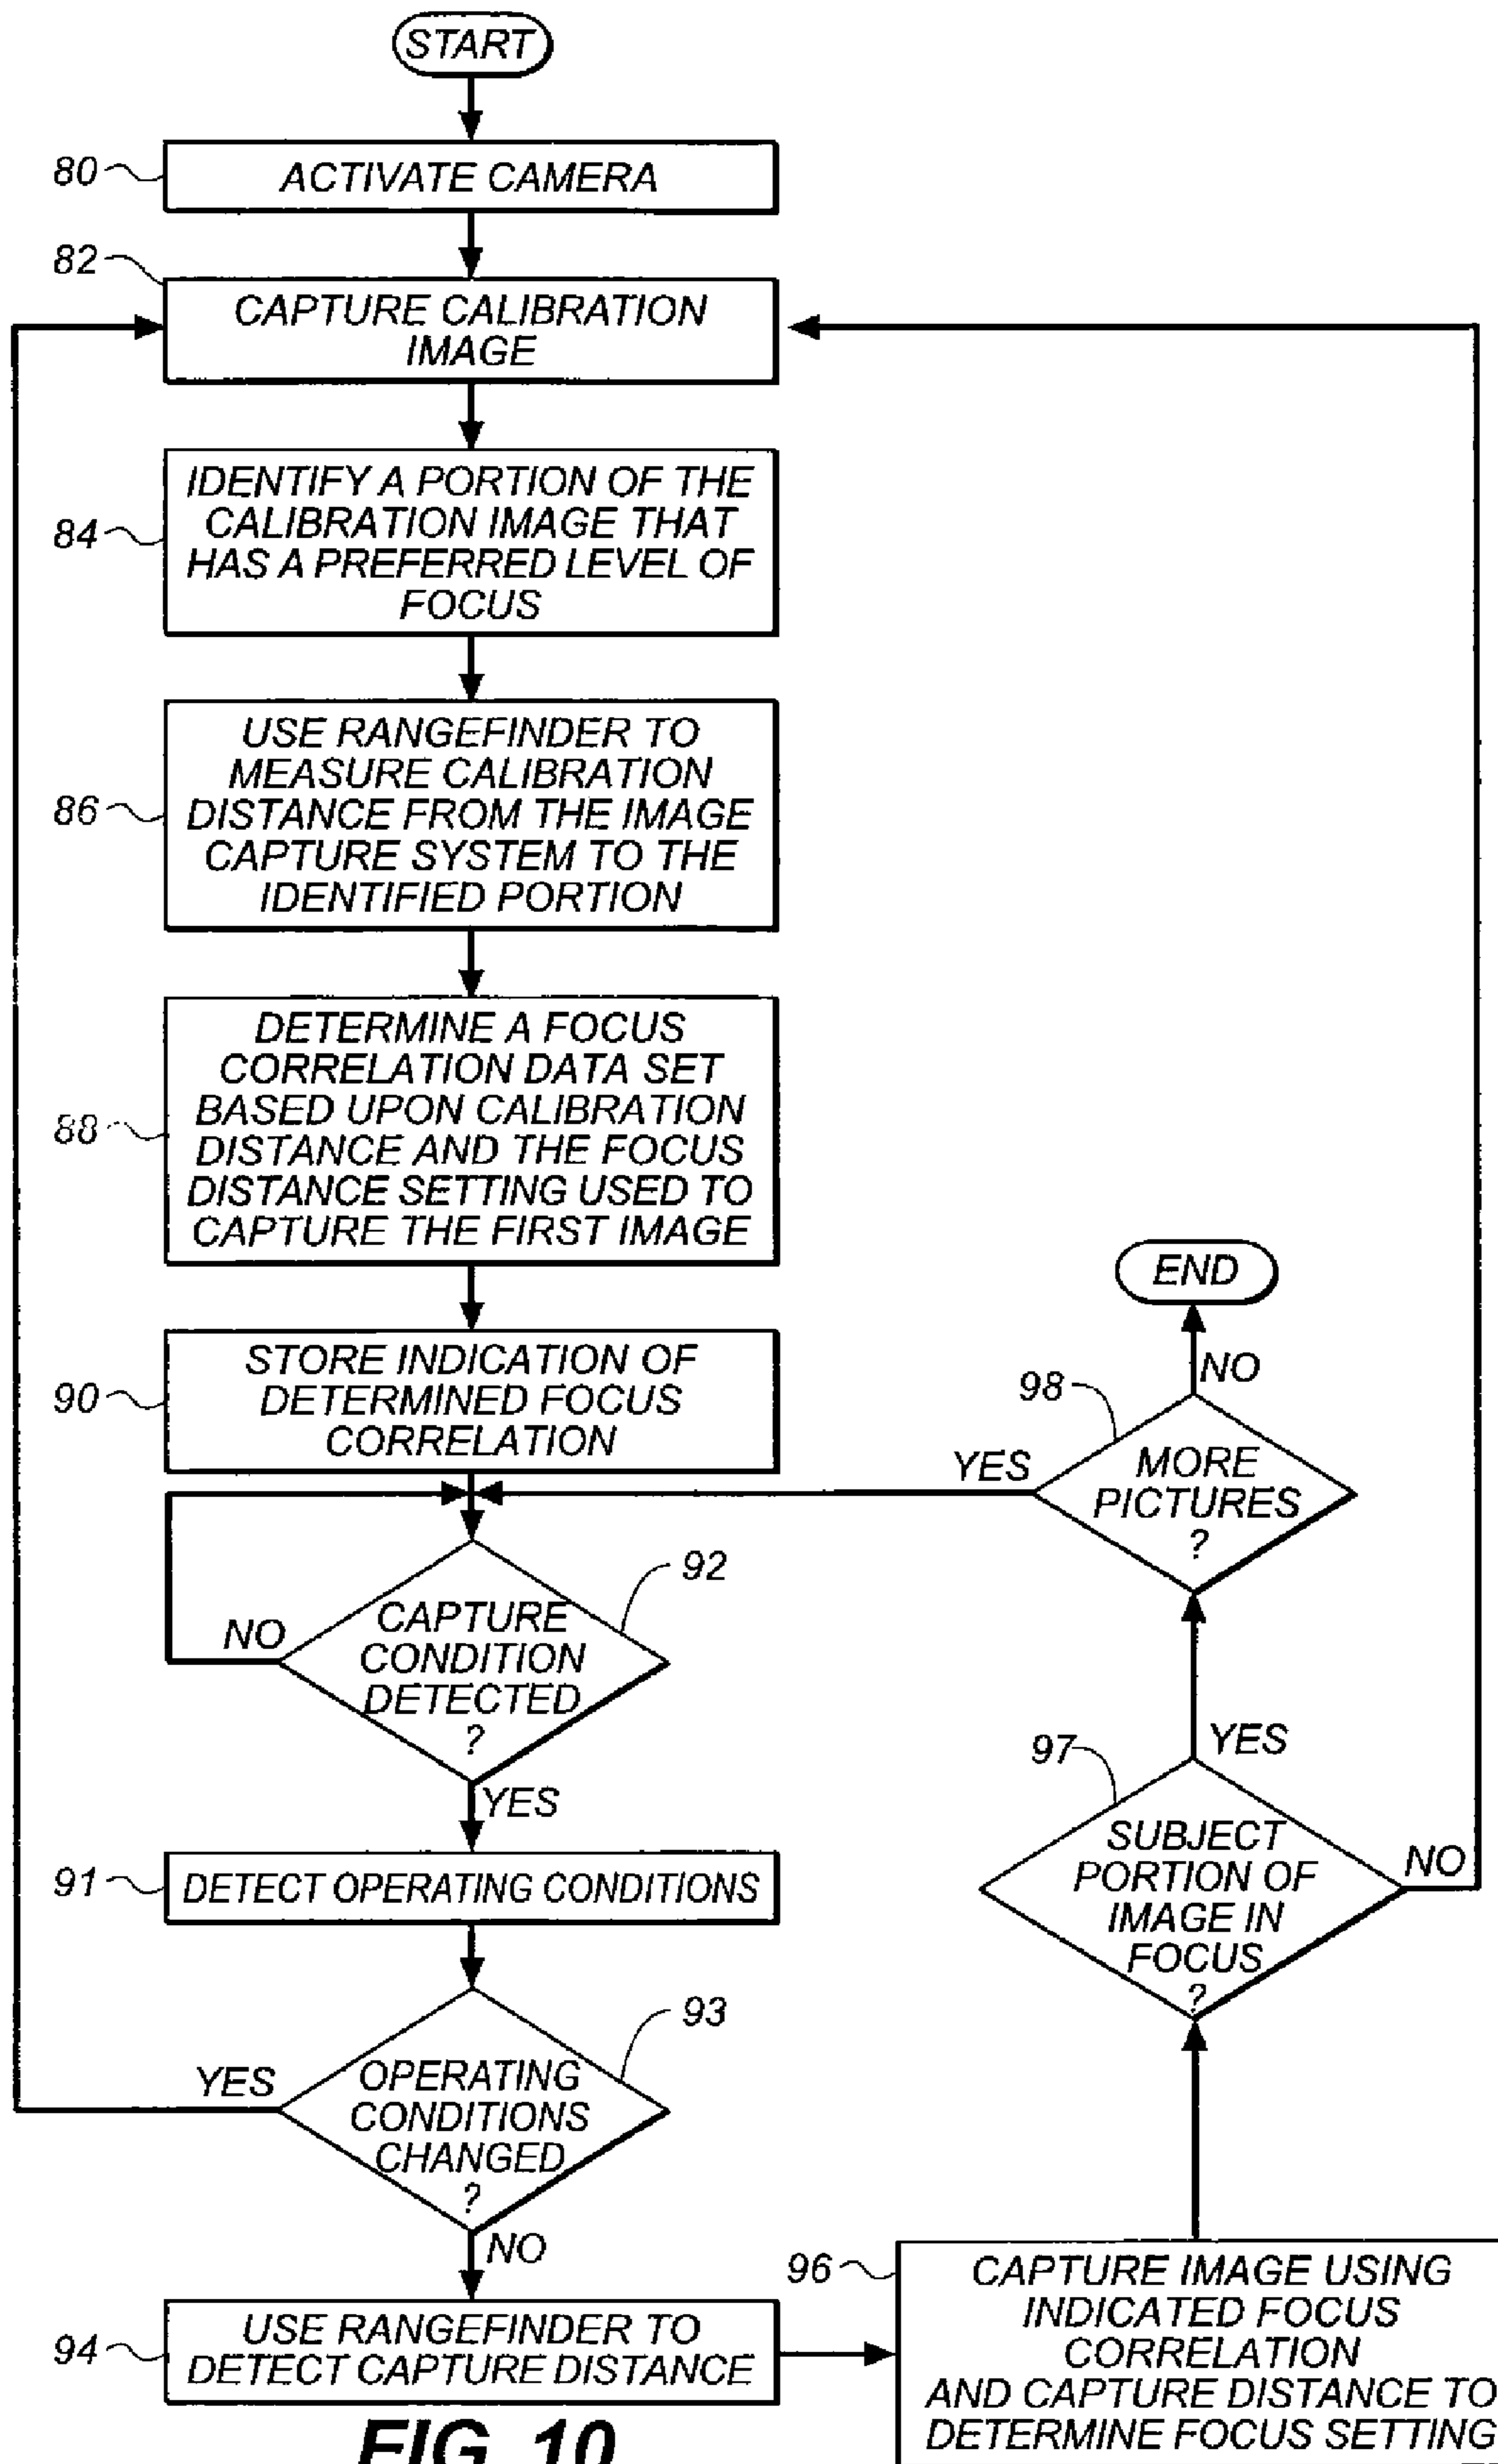 START
80
ACTIVATE CAMERA
82
CAPTURE CALIBRATION
IMAGE
84
IDENTIFY A PORTION OF THE
CALIBRATION IMAGE THAT
HAS A PREFERRED LEVEL OF
FOCUS
86
USE RANGEFINDER TO
MEASURE CALIBRATION
DISTANCE FROM THE IMAGE
CAPTURE SYSTEM TO THE
IDENTIFIED PORTION
88
DETERMINE A FOCUS
CORRELATION DATA SET
BASED UPON CALIBRATION
DISTANCE AND THE FOCUS
DISTANCE SETTING USED TO
CAPTURE THE FIRST IMAGE
90
STORE INDICATION OF
DETERMINED FOCUS
CORRELATION
92
CAPTURE
CONDITION
DETECTED
?
NO
YES
91
DETECT OPERATING CONDITIONS
93
OPERATING
CONDITIONS
CHANGED
?
YES
NO
94
USE RANGEFINDER TO
DETECT CAPTURE DISTANCE
96
CAPTURE IMAGE USING
INDICATED FOCUS
CORRELATION
AND CAPTURE DISTANCE TO
DETERMINE FOCUS SETTING
97
SUBJECT
PORTION OF
IMAGE IN
FOCUS
?
NO
YES
98
MORE
PICTURES
?
YES
NO
END
FIG. 10